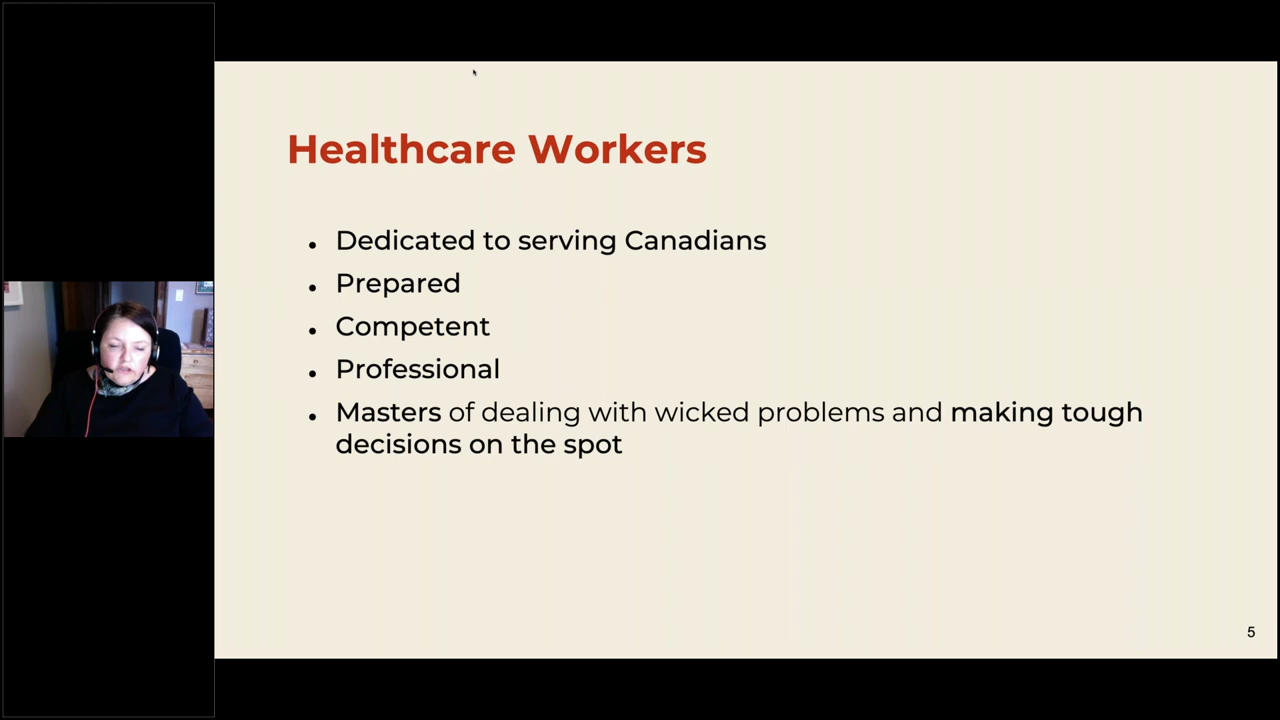 Healthcare Workers
• Dedicated to serving Canadians
• Prepared
• Competent
• Professional
• Masters of dealing with wicked problems and making tough
decisions on the spot
5